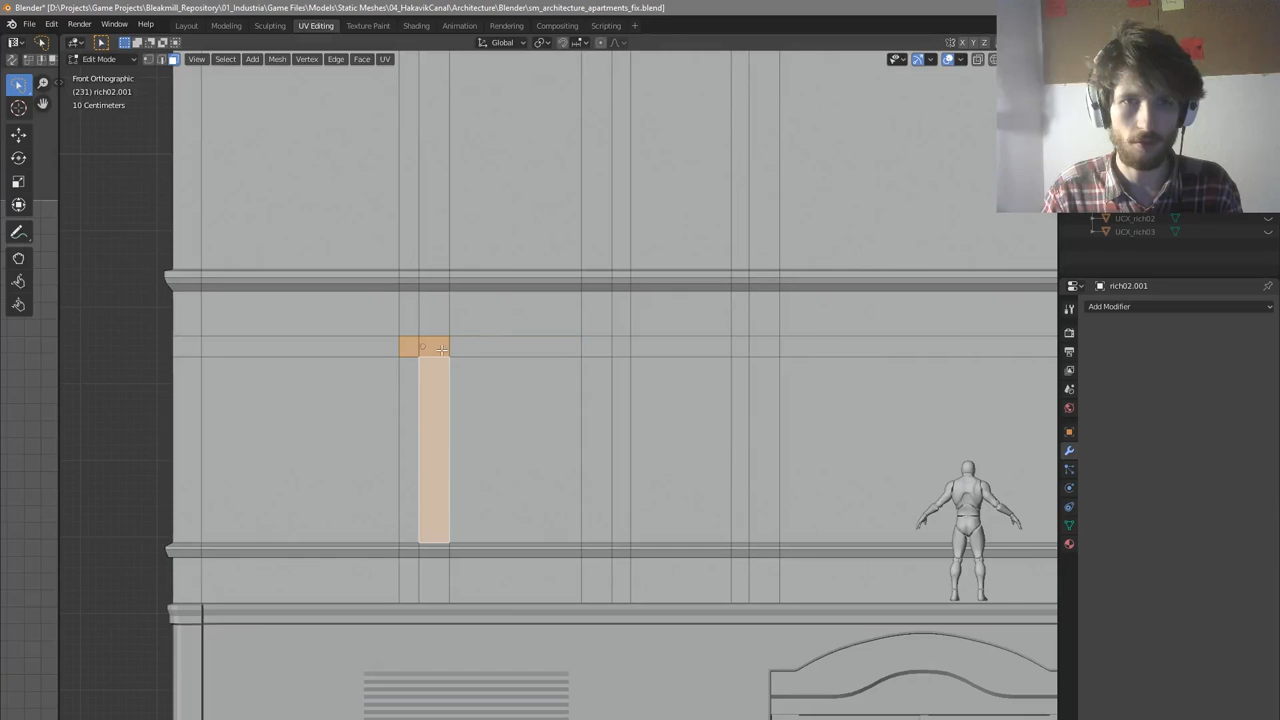 Blender* [D:\Projects\Game Projects\Bleakmill_Repository\01_Industria\Game Files\Models\Static Meshes\04_HakavikCanal\Architecture\Blender\sm_architecture_apartments_fix.blend]
File Edit Render Window Help Layout Modeling Sculpting UV Editing Texture Paint Shading Animation Rendering Compositing Scripting +
Global X Y Z
Edit Mode View Select Add Mesh Vertex Edge Face UV
Front Orthographic
(231) rich02.001
10 Centimeters
UCX_rich02
UCX_rich03
rich02.001
Add Modifier